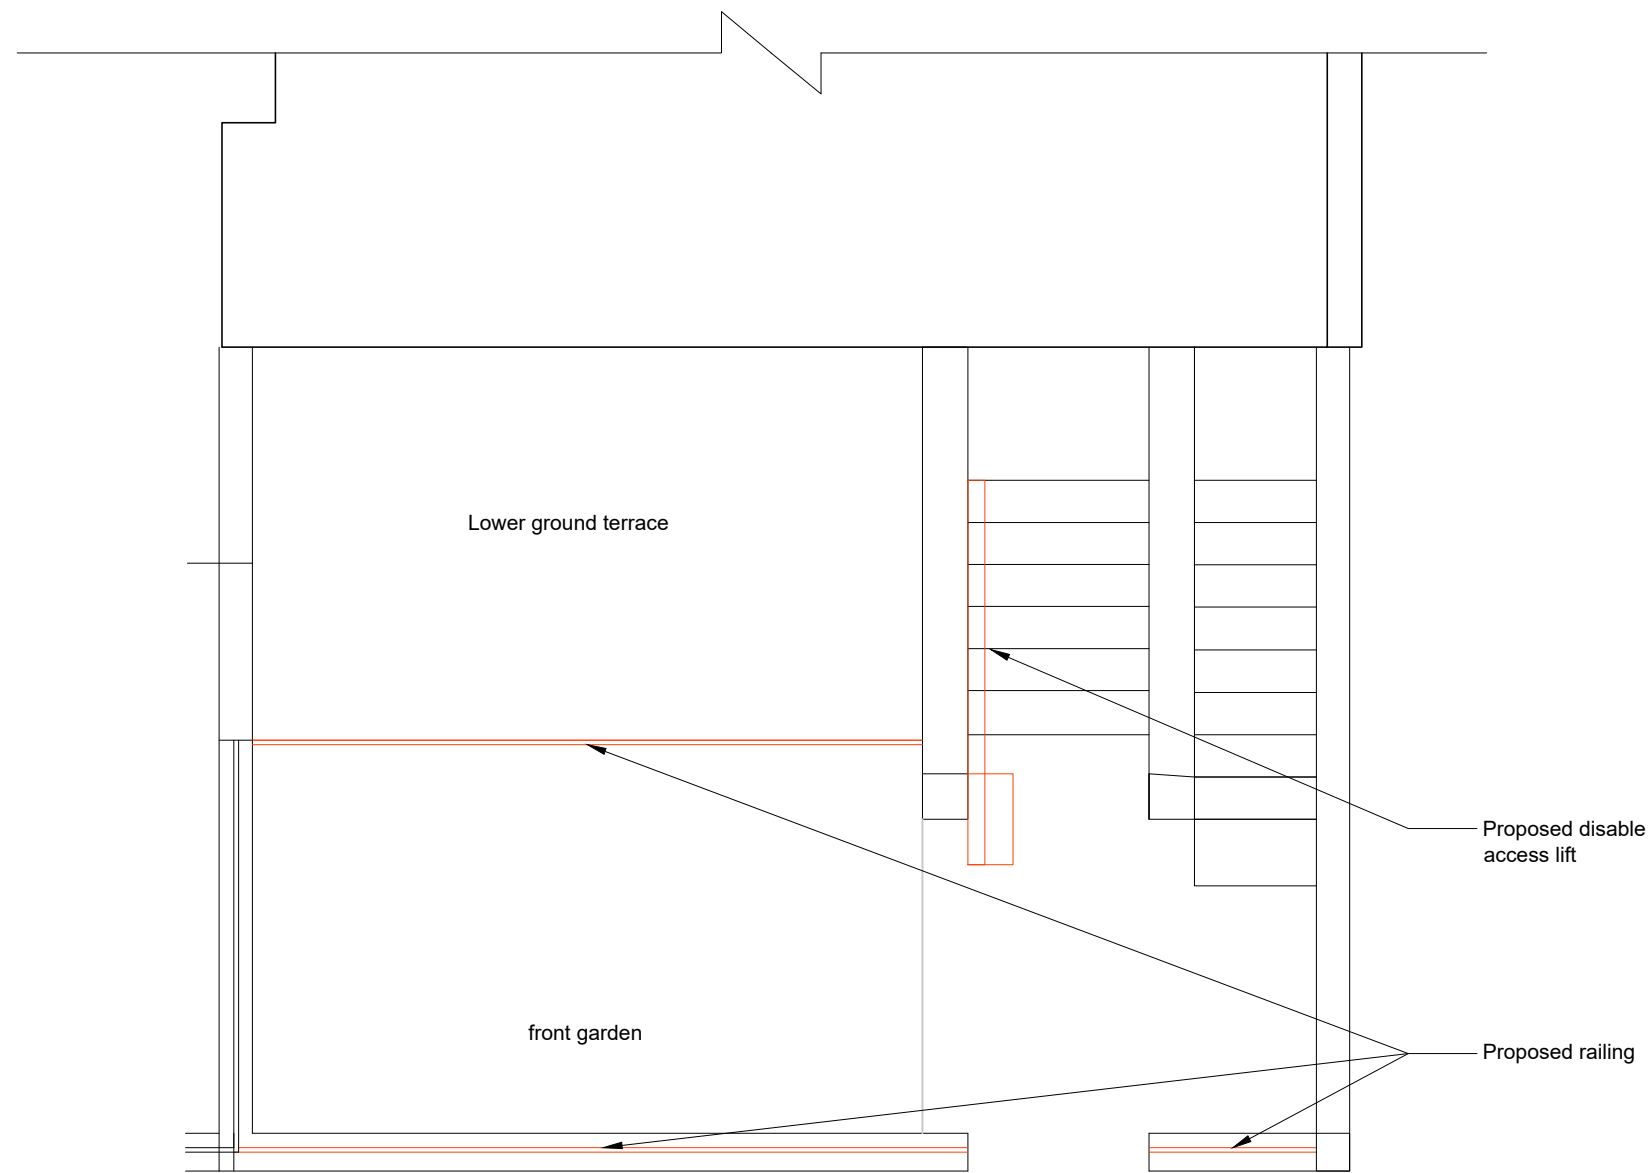 Lower ground terrace
Proposed disable
access lift
front garden
Proposed railing